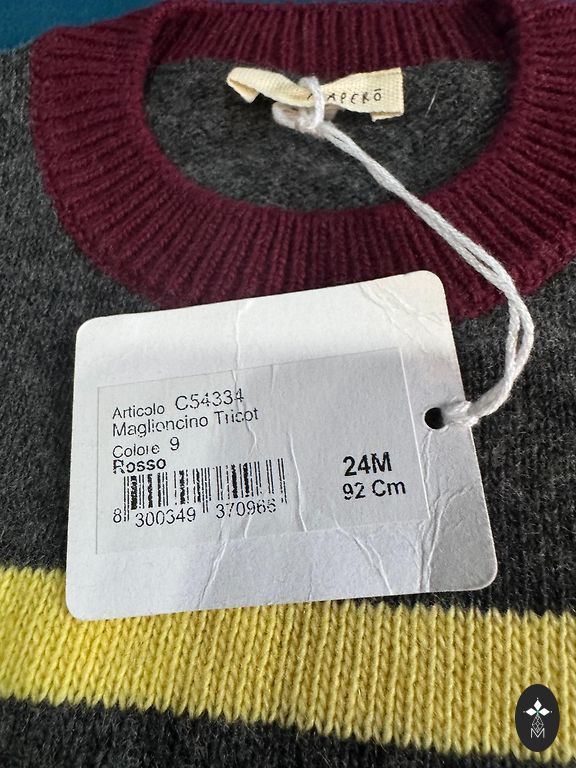 APERÒ
Articolo C54334
Maglioncino Tricot
Colore 9
Rosso
24M
92 Cm
8 300349 370966
M